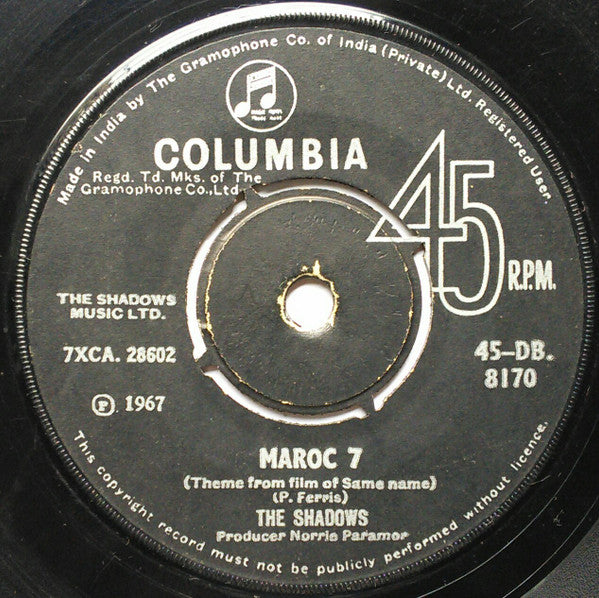 Made in India by The Gramophone Co. of India (Private) Ltd. Registered User.
COLUMBIA
Regd. Td. Mks. of The
Gramophone Co., Ltd.
45
R.P.M.
THE SHADOWS
MUSIC LTD.
7XCA. 28602
45-DB.
8170
Ⓟ 1967
MAROC 7
(Theme from film of Same name)
(P. Ferris)
THE SHADOWS
Producer Norrie Paramor
This copyright record must not be publicly performed without licence.